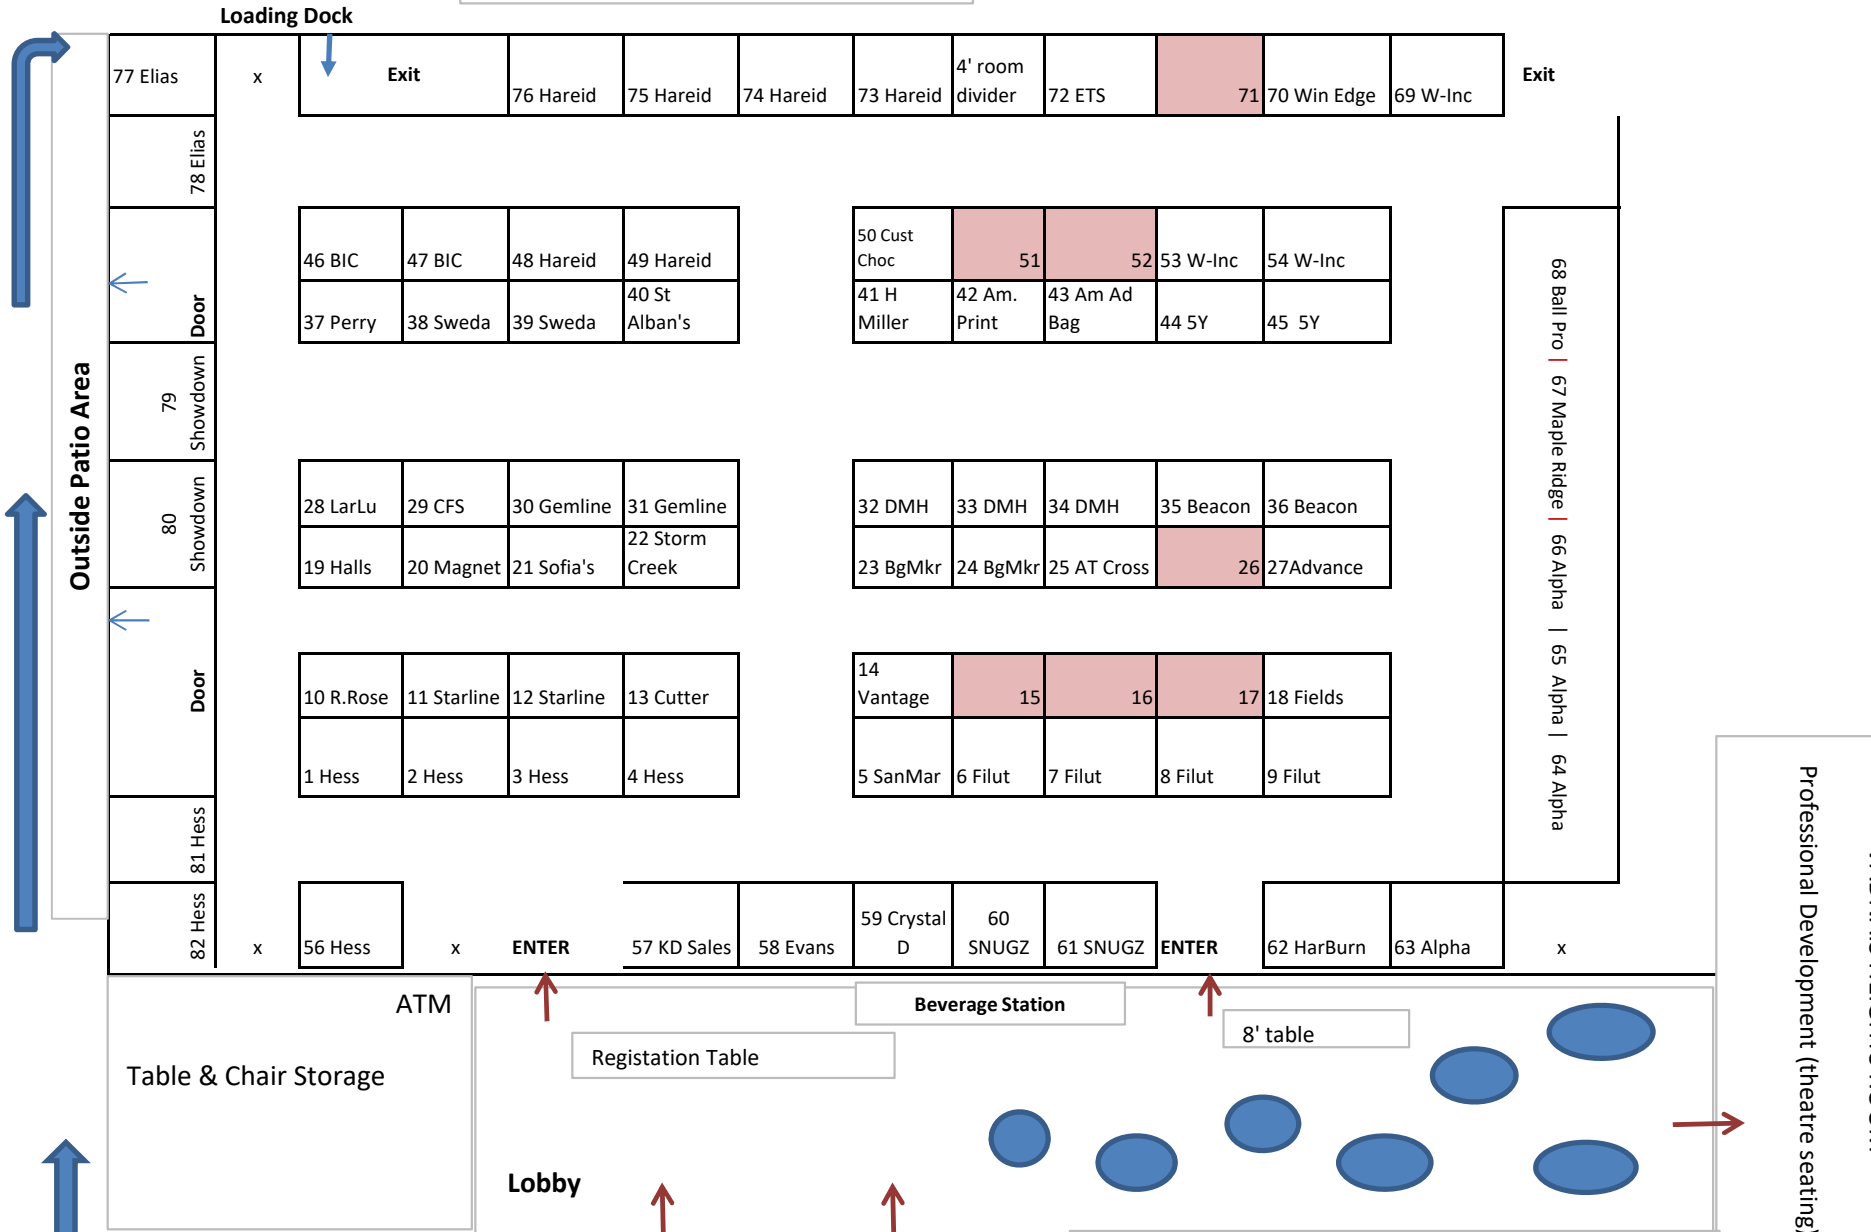 Loading Dock
77 Elias
x
Exit
76 Hareid
75 Hareid
74 Hareid
73 Hareid
4' room
divider
72 ETS
71
70 Win Edge
69 W-Inc
Exit
78 Elias
46 BIC
47 BIC
48 Hareid
49 Hareid
50 Cust
Choc
51
52
53 W-Inc
54 W-Inc
Door
37 Perry
38 Sweda
39 Sweda
40 St
Alban's
41 H
Miller
42 Am.
Print
43 Am Ad
Bag
44 5Y
45 5Y
68 Ball Pro | 67 Maple Ridge | 66 Alpha | 65 Alpha | 64 Alpha
Outside Patio Area
79
Showdown
80
Showdown
28 LarLu
29 CFS
30 Gemline
31 Gemline
32 DMH
33 DMH
34 DMH
35 Beacon
36 Beacon
19 Halls
20 Magnet
21 Sofia's
22 Storm
Creek
23 BgMkr
24 BgMkr
25 AT Cross
26
27Advance
Door
10 R.Rose
11 Starline
12 Starline
13 Cutter
14
Vantage
15
16
17
18 Fields
1 Hess
2 Hess
3 Hess
4 Hess
5 SanMar
6 Filut
7 Filut
8 Filut
9 Filut
81 Hess
82 Hess
x
56 Hess
x
ENTER
57 KD Sales
58 Evans
59 Crystal
D
60
SNUGZ
61 SNUGZ
ENTER
62 HarBurn
63 Alpha
x
Professional Development (theatre seating)
ATM
Table & Chair Storage
Beverage Station
Registation Table
8' table
Lobby